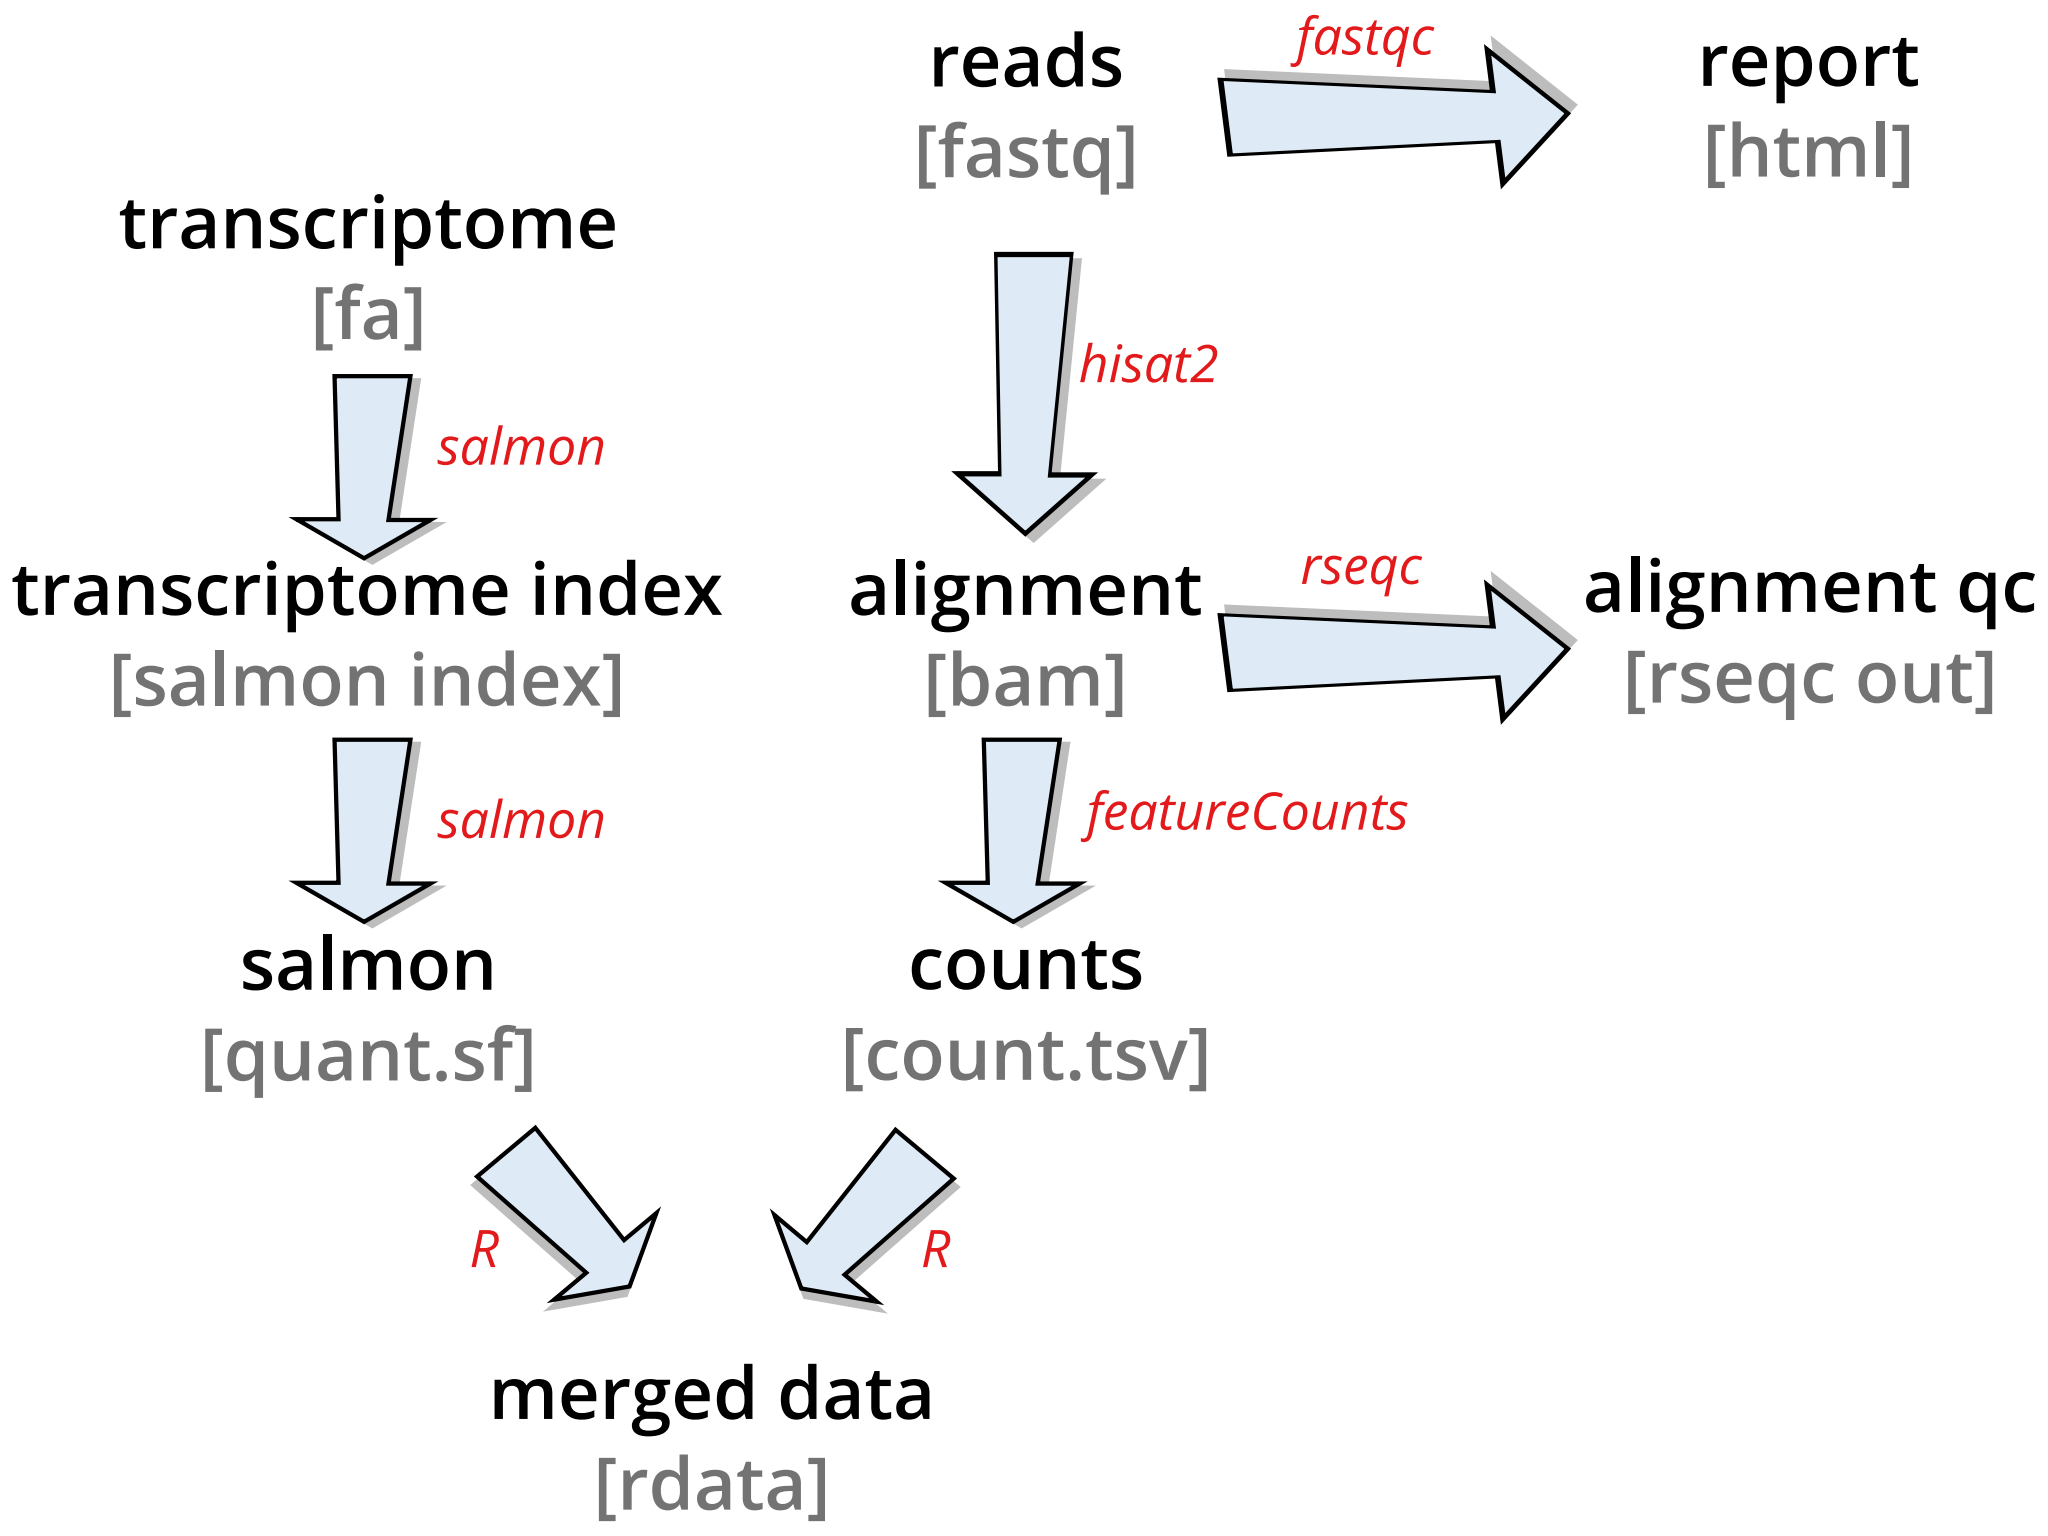 reads
[fastq]
fastqc
report
[html]
transcriptome
[fa]
hisat2
salmon
transcriptome index
[salmon index]
alignment
[bam]
rseqc
alignment qc
[rseqc out]
salmon
featureCounts
salmon
[quant.sf]
counts
[count.tsv]
R
R
merged data
[rdata]